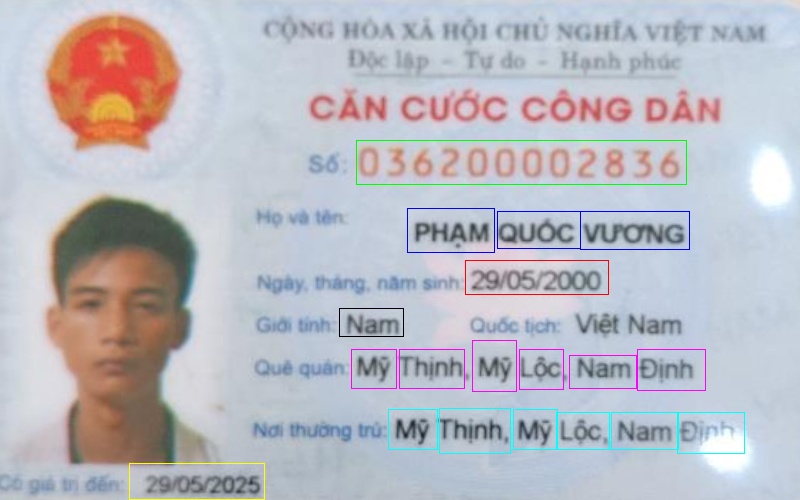 CỘNG HÒA XÃ HỘI CHỦ NGHĨA VIỆT NAM
Độc lập - Tự do - Hạnh phúc
CĂN CƯỚC CÔNG DÂN
Số: 036200002836
Họ và tên: PHẠM QUỐC VƯƠNG
Ngày, tháng, năm sinh: 29/05/2000
Giới tính: Nam Quốc tịch: Việt Nam
Quê quán: Mỹ Thịnh, Mỹ Lộc, Nam Định
Nơi thường trú: Mỹ Thịnh, Mỹ Lộc, Nam Định
Có giá trị đến: 29/05/2025